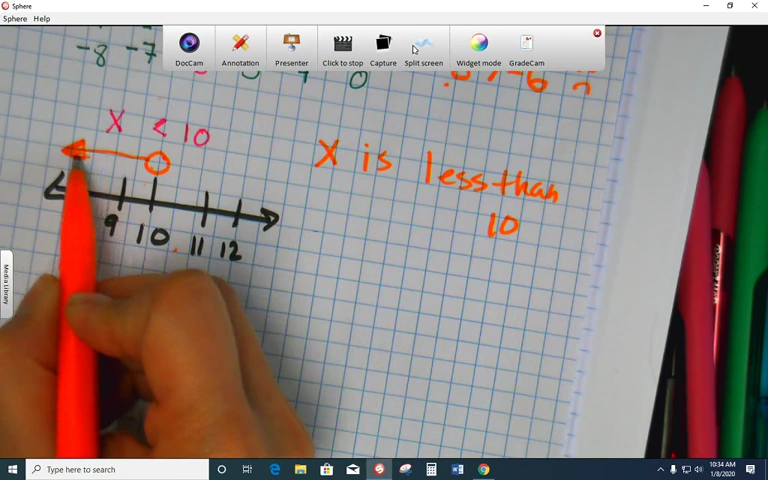 Sphere
Sphere Help
DocCam Annotation Presenter Click to stop Capture Split screen Widget mode GradeCam
-8 -7
0
X < 10
X is less than
10
9 10 11 12
Media Library
Type here to search
10:34 AM
1/8/2020